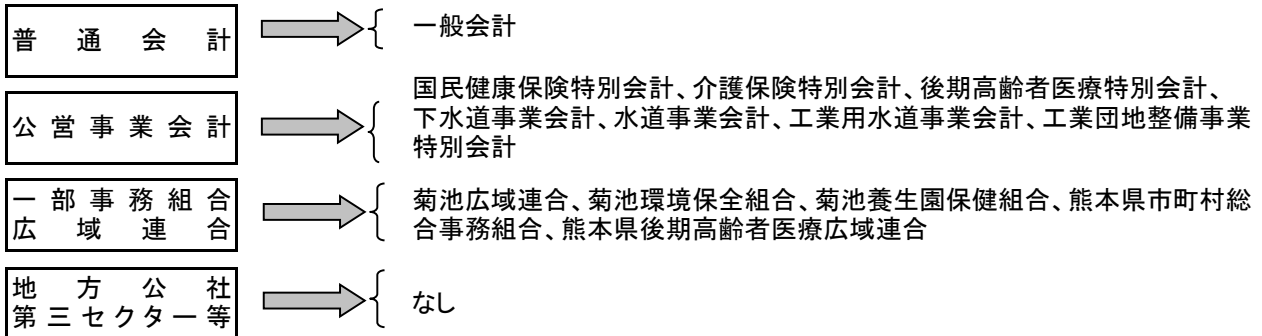 普通会計
一般会計
公営事業会計
国民健康保険特別会計、介護保険特別会計、後期高齢者医療特別会計、
下水道事業会計、水道事業会計、工業用水道事業会計、工業団地整備事業
特別会計
一部事務組合
広域連合
菊池広域連合、菊池環境保全組合、菊池養生園保健組合、熊本県市町村総
合事務組合、熊本県後期高齢者医療広域連合
地方公社
第三セクター等
なし